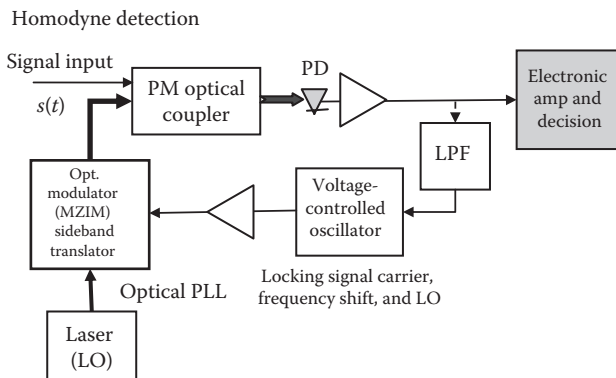 Homodyne detection
Signal input
s(t)
PM optical
coupler
PD
Electronic
amp and
decision
LPF
Opt.
modulator
(MZIM)
sideband
translator
Voltage-
controlled
oscillator
Locking signal carrier,
frequency shift, and LO
Optical PLL
Laser
(LO)